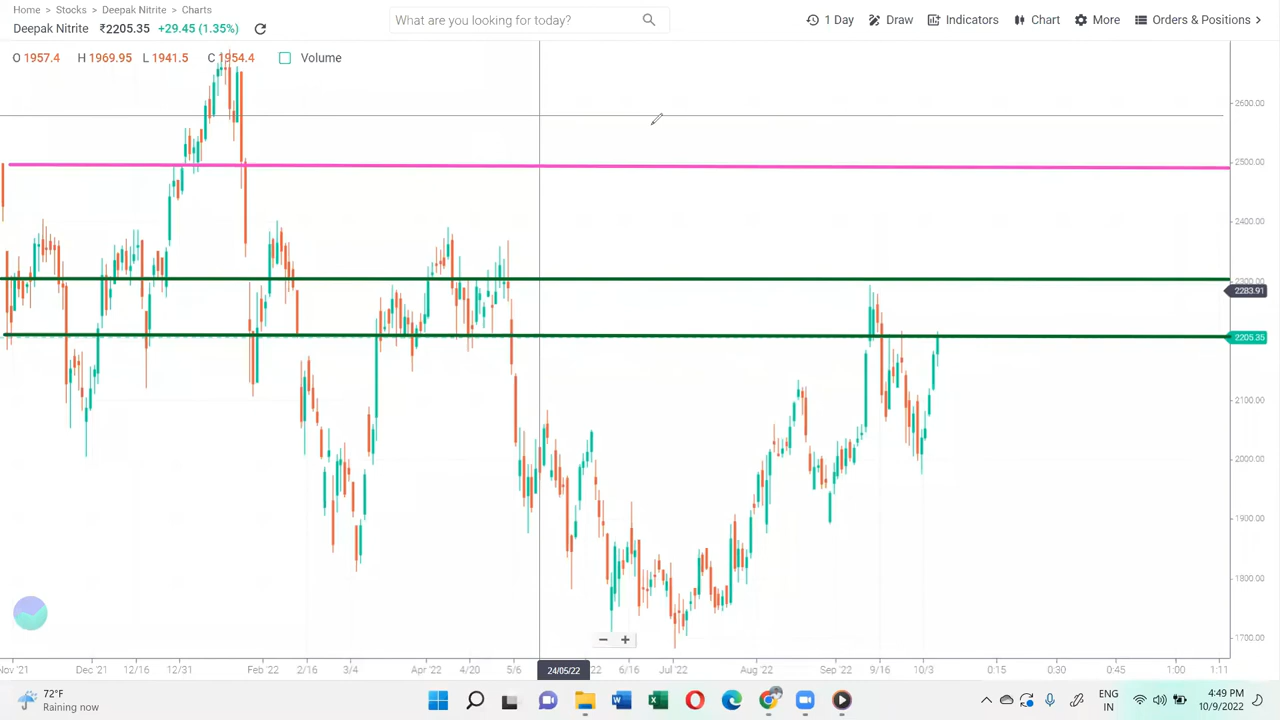 Home > Stocks > Deepak Nitrite > Charts
Deepak Nitrite ₹2205.35 +29.45 (1.35%)
What are you looking for today?
1 Day Draw Indicators Chart More Orders & Positions >
O 1957.4 H 1969.95 L 1941.5 C 1954.4 Volume
2600.00
2500.00
2400.00
2283.91
2205.35
2100.00
2000.00
1900.00
1800.00
1700.00
Nov '21 Dec '21 12/16 12/31 Feb '22 2/16 3/4 Apr '22 4/20 5/6 24/05/22 6/16 Jul '22 Aug '22 Sep '22 9/16 10/3 0:15 0:30 0:45 1:00 1:11
72°F
Raining now
ENG
IN
4:49 PM
10/9/2022